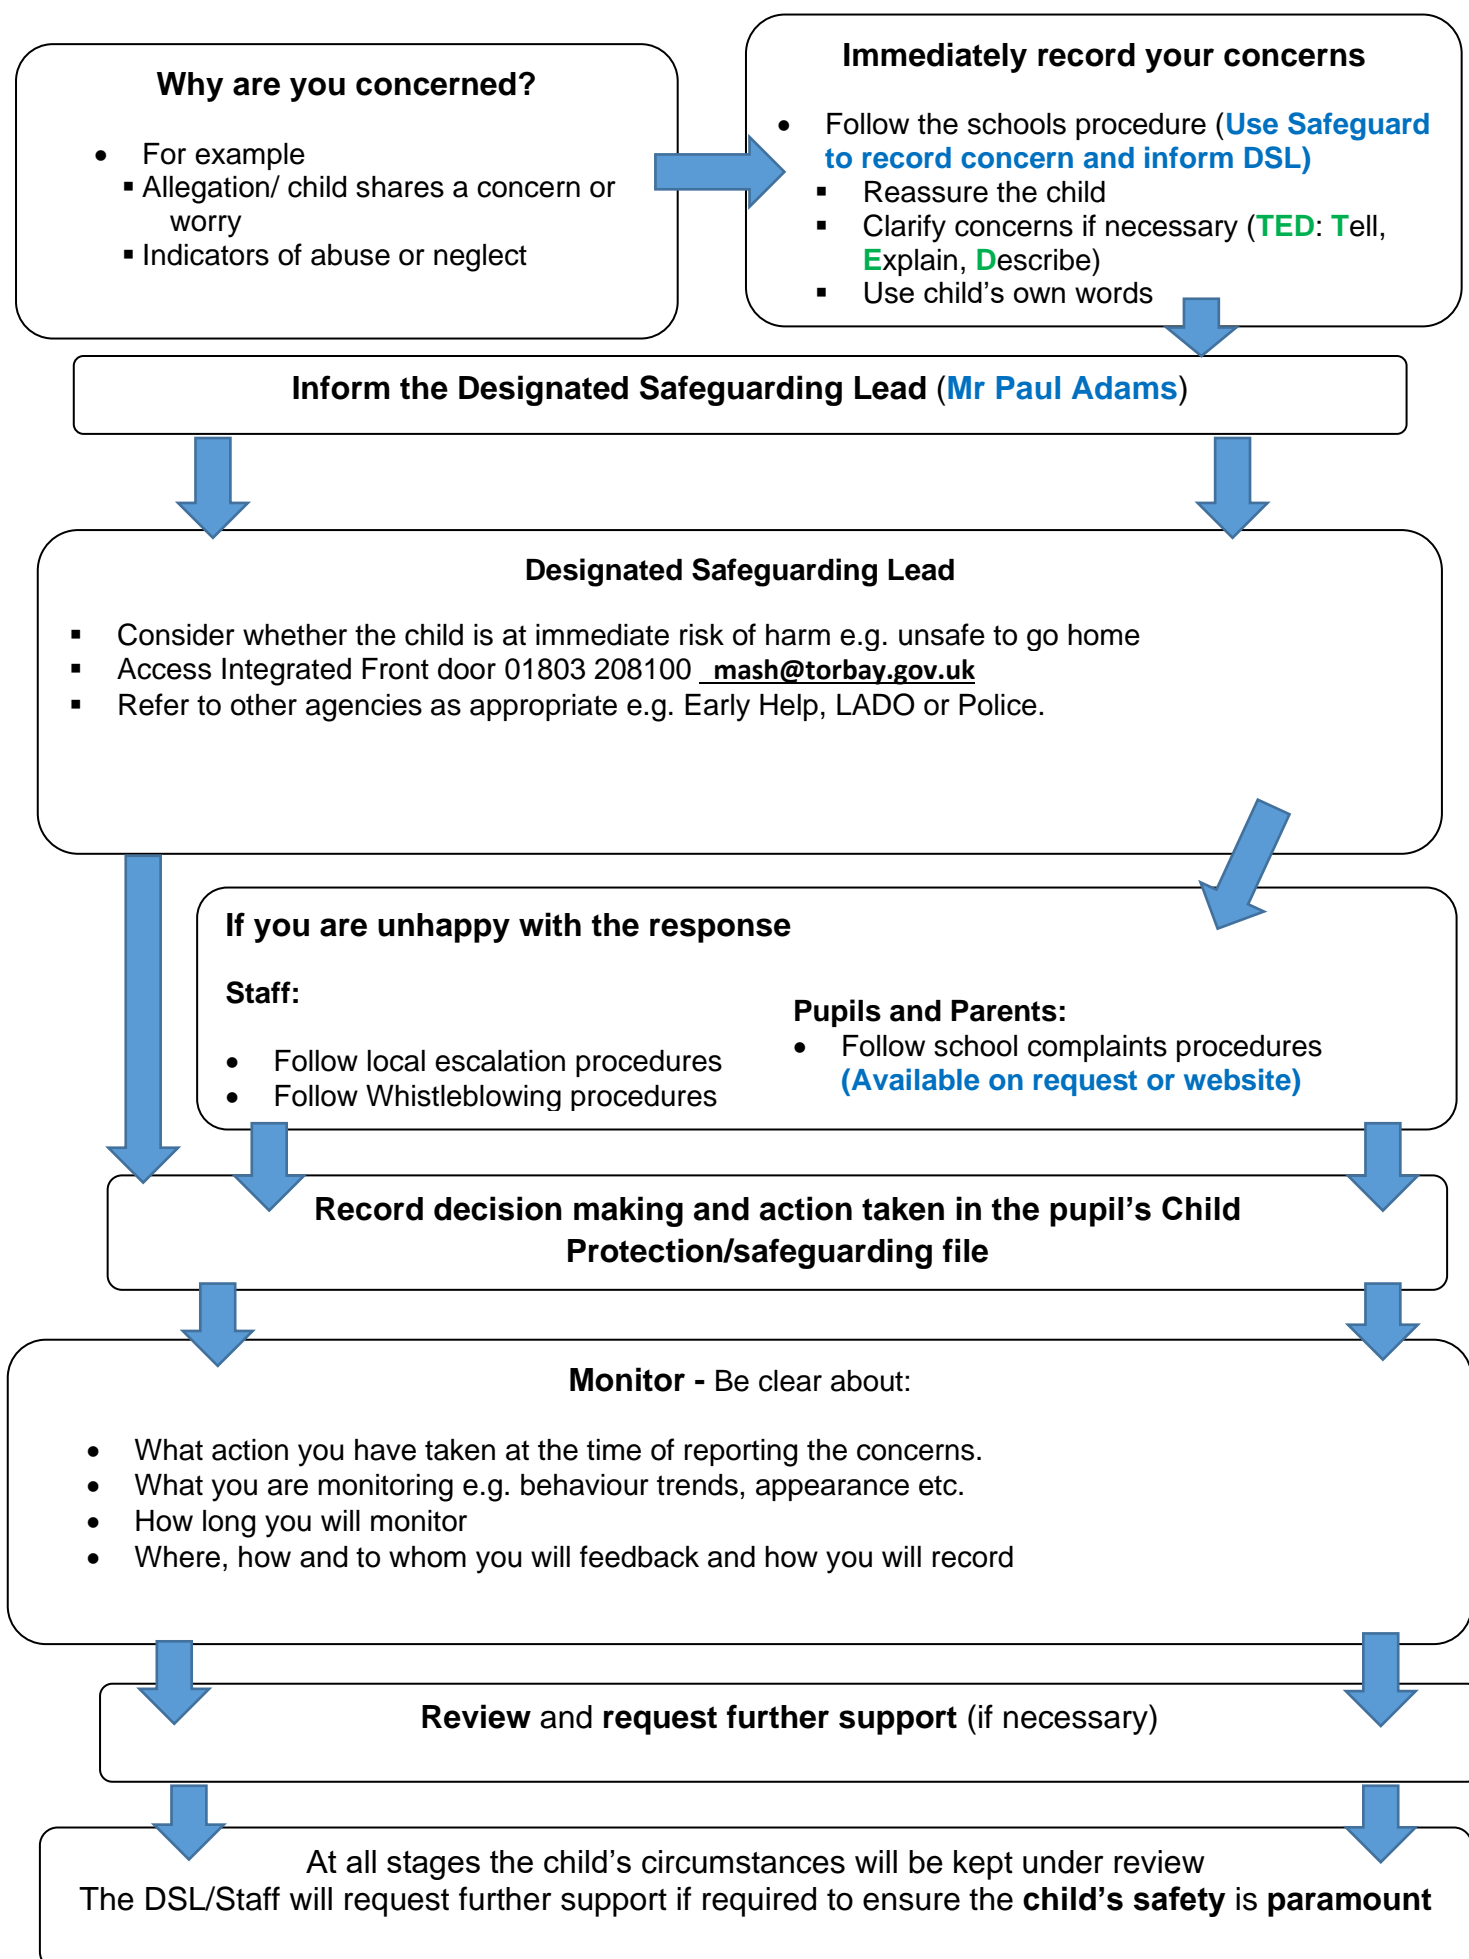 Why are you concerned?
• For example
▪ Allegation/ child shares a concern or
worry
▪ Indicators of abuse or neglect
Immediately record your concerns
• Follow the schools procedure (Use Safeguard
to record concern and inform DSL)
▪ Reassure the child
▪ Clarify concerns if necessary (TED: Tell,
Explain, Describe)
▪ Use child’s own words
Inform the Designated Safeguarding Lead (Mr Paul Adams)
Designated Safeguarding Lead
▪ Consider whether the child is at immediate risk of harm e.g. unsafe to go home
▪ Access Integrated Front door 01803 208100 mash@torbay.gov.uk
▪ Refer to other agencies as appropriate e.g. Early Help, LADO or Police.
If you are unhappy with the response
Staff:
• Follow local escalation procedures
• Follow Whistleblowing procedures
Pupils and Parents:
• Follow school complaints procedures
(Available on request or website)
Record decision making and action taken in the pupil’s Child
Protection/safeguarding file
Monitor - Be clear about:
• What action you have taken at the time of reporting the concerns.
• What you are monitoring e.g. behaviour trends, appearance etc.
• How long you will monitor
• Where, how and to whom you will feedback and how you will record
Review and request further support (if necessary)
At all stages the child’s circumstances will be kept under review
The DSL/Staff will request further support if required to ensure the child’s safety is paramount